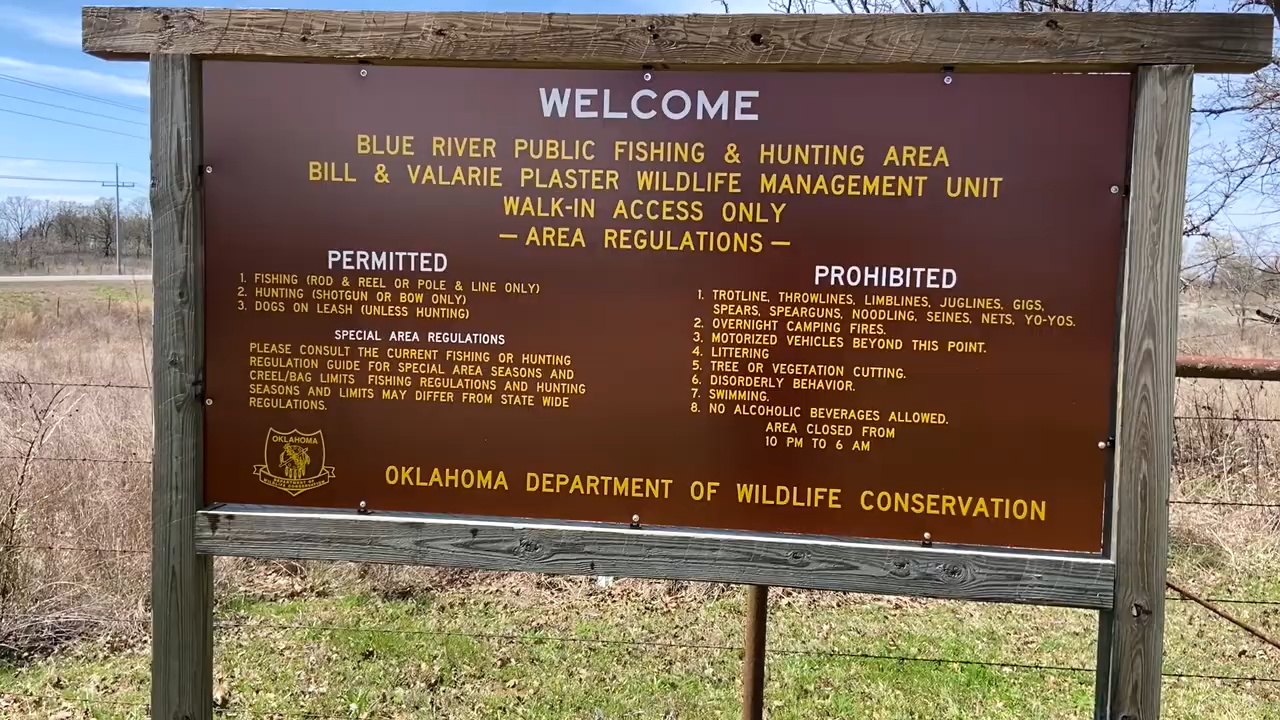 WELCOME
BLUE RIVER PUBLIC FISHING & HUNTING AREA
BILL & VALARIE PLASTER WILDLIFE MANAGEMENT UNIT
WALK-IN ACCESS ONLY
— AREA REGULATIONS —
PERMITTED
1. FISHING (ROD & REEL OR POLE & LINE ONLY)
2. HUNTING (SHOTGUN OR BOW ONLY)
3. DOGS ON LEASH (UNLESS HUNTING)
SPECIAL AREA REGULATIONS
PLEASE CONSULT THE CURRENT FISHING OR HUNTING
REGULATION GUIDE FOR SPECIAL AREA SEASONS AND
CREEL/BAG LIMITS FISHING REGULATIONS AND HUNTING
SEASONS AND LIMITS MAY DIFFER FROM STATE WIDE
REGULATIONS.
PROHIBITED
1. TROTLINE, THROWLINES, LIMBLINES, JUGLINES, GIGS,
SPEARS, SPEARGUNS, NOODLING, SEINES, NETS, YO-YOS.
2. OVERNIGHT CAMPING FIRES.
3. MOTORIZED VEHICLES BEYOND THIS POINT.
4. LITTERING
5. TREE OR VEGETATION CUTTING.
6. DISORDERLY BEHAVIOR.
7. SWIMMING.
8. NO ALCOHOLIC BEVERAGES ALLOWED.
AREA CLOSED FROM
10 PM TO 6 AM
OKLAHOMA
DEPARTMENT OF
WILDLIFE CONSERVATION
OKLAHOMA DEPARTMENT OF WILDLIFE CONSERVATION